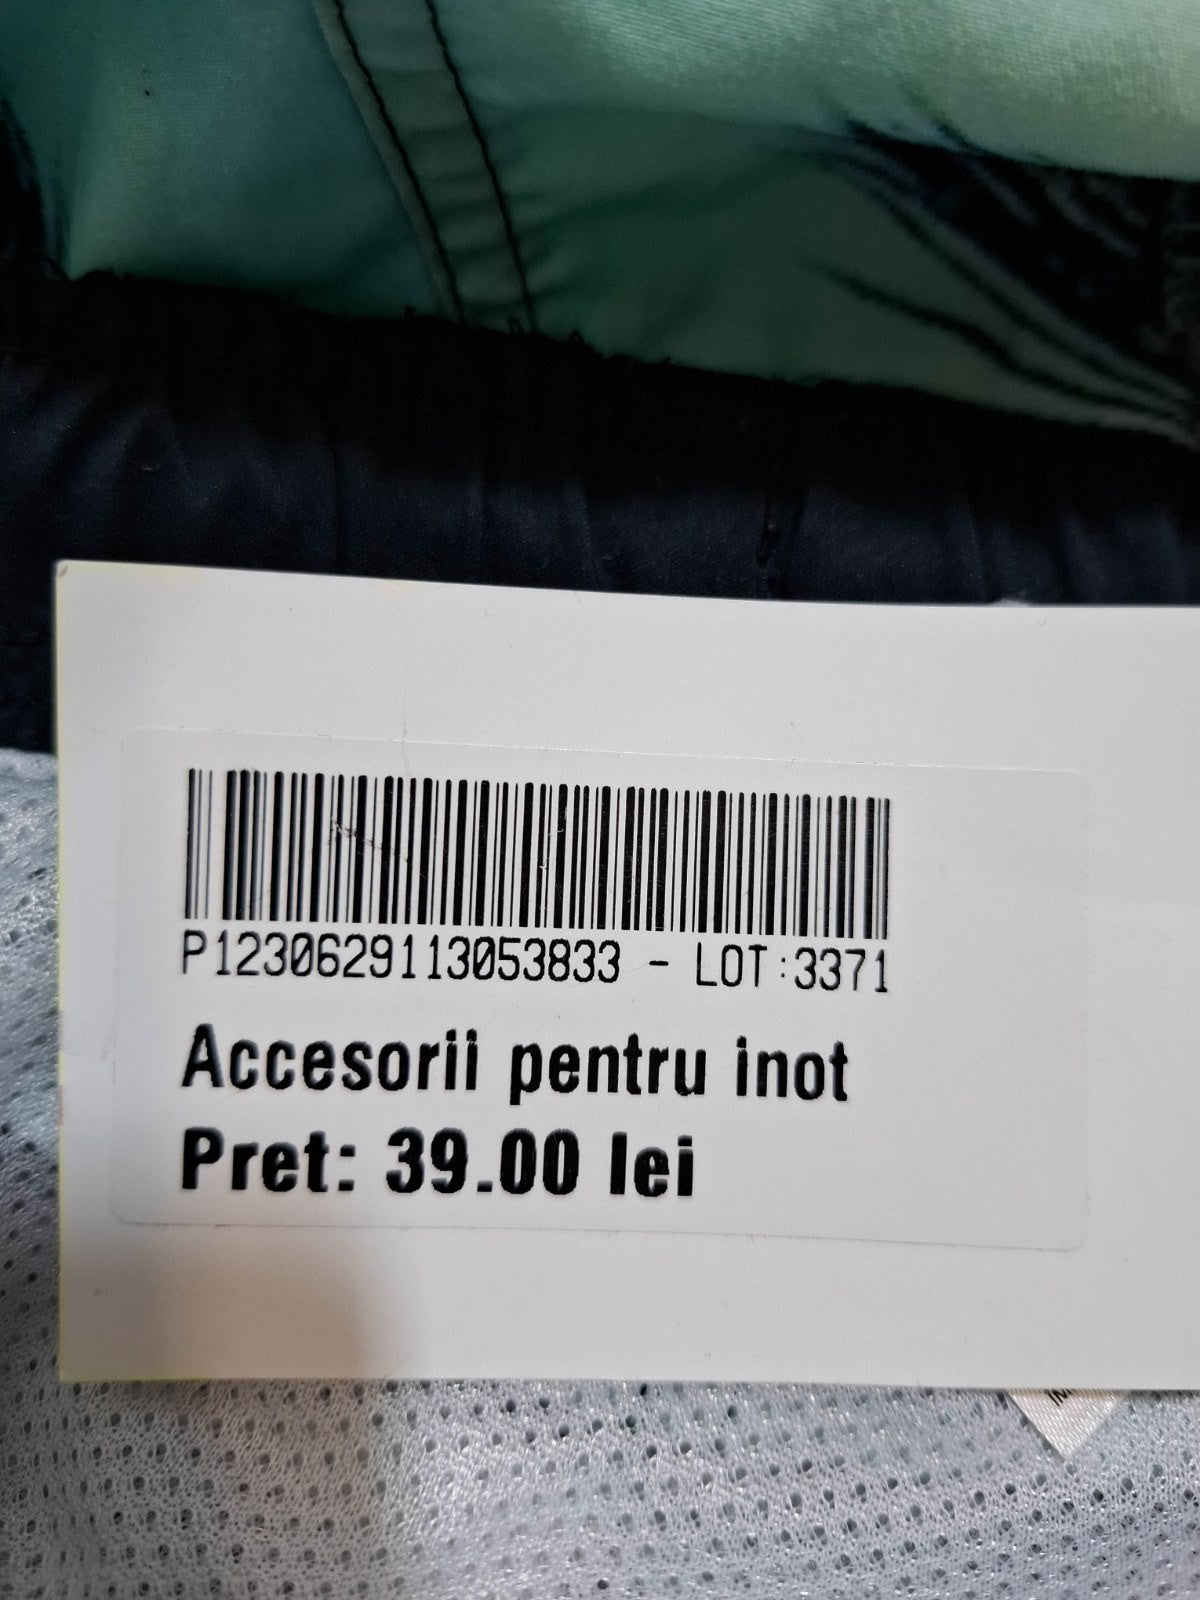 P1230629113053833 - LOT:3371
Accesorii pentru inot
Pret: 39.00 lei